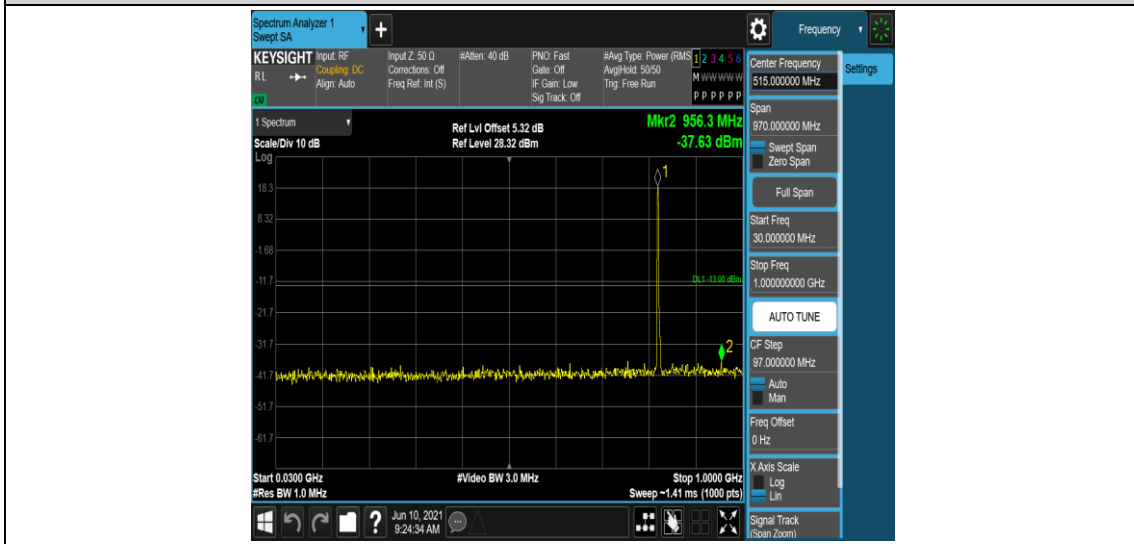 Spectrum Analyzer 1
Swept SA
+
Frequency
KEYSIGHT
RL
LXI
Input: RF
Coupling: DC
Align: Auto
Input Z: 50 Ω
Corrections: Off
Freq Ref: Int (S)
#Atten: 40 dB
PNO: Fast
Gate: Off
IF Gain: Low
Sig Track: Off
#Avg Type: Power (RMS
Avg|Hold: 50/50
Trig: Free Run
1 2 3 4 5 6
M W W W W W
P P P P P P
1 Spectrum
Scale/Div 10 dB
Ref Lvl Offset 5.32 dB
Ref Level 28.32 dBm
Mkr2 956.3 MHz
-37.63 dBm
Log
1
18.3
8.32
-1.68
-11.7
DL1 -13.00 dBm
-21.7
-31.7
2
-41.7
-51.7
-61.7
Start 0.0300 GHz
#Res BW 1.0 MHz
#Video BW 3.0 MHz
Stop 1.0000 GHz
Sweep ~1.41 ms (1000 pts)
?
Jun 10, 2021
9:24:34 AM
Center Frequency
515.000000 MHz
Settings
Span
970.000000 MHz
Swept Span
Zero Span
Full Span
Start Freq
30.000000 MHz
Stop Freq
1.000000000 GHz
AUTO TUNE
CF Step
97.000000 MHz
Auto
Man
Freq Offset
0 Hz
X Axis Scale
Log
Lin
Signal Track
(Span Zoom)